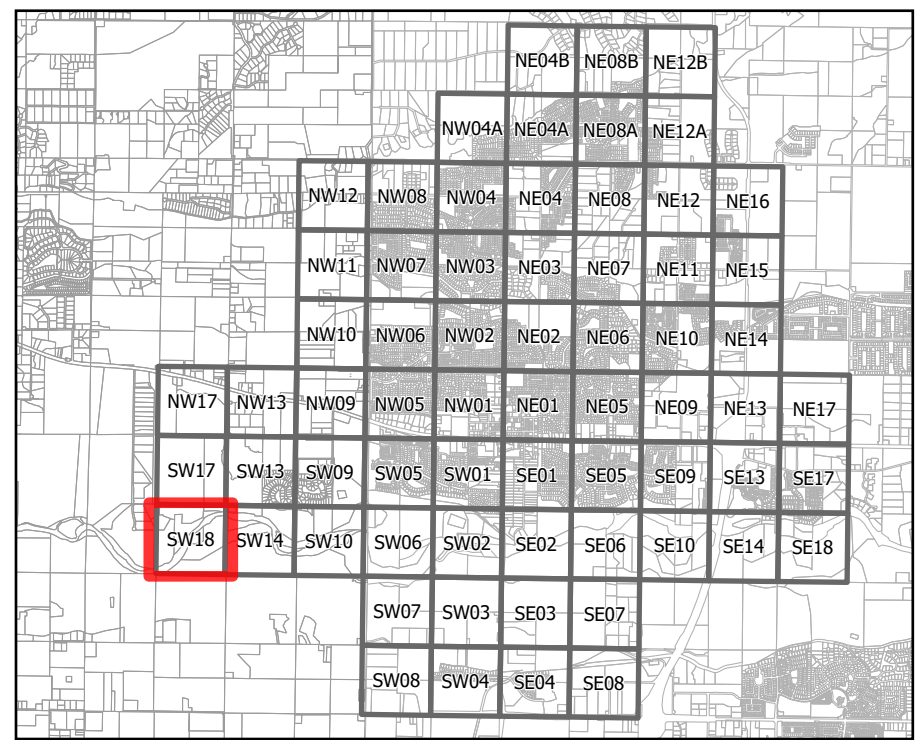 NE04B NE08B NE12B
NW04A NE04A NE08A NE12A
NW12 NW08 NW04 NE04 NE08 NE12 NE16
NW11 NW07 NW03 NE03 NE07 NE11 NE15
NW10 NW06 NW02 NE02 NE06 NE10 NE14
NW17 NW13 NW09 NW05 NW01 NE01 NE05 NE09 NE13 NE17
SW17 SW13 SW09 SW05 SW01 SE01 SE05 SE09 SE13 SE17
SW18 SW14 SW10 SW06 SW02 SE02 SE06 SE10 SE14 SE18
SW07 SW03 SE03 SE07
SW08 SW04 SE04 SE08